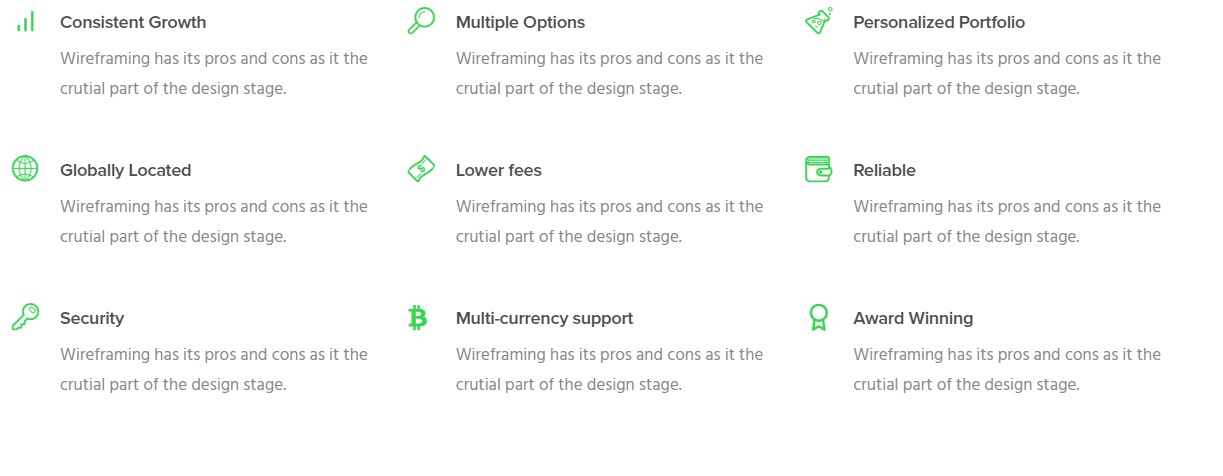 Consistent Growth
Wireframing has its pros and cons as it the
crutial part of the design stage.
Multiple Options
Wireframing has its pros and cons as it the
crutial part of the design stage.
Personalized Portfolio
Wireframing has its pros and cons as it the
crutial part of the design stage.
Globally Located
Wireframing has its pros and cons as it the
crutial part of the design stage.
Lower fees
Wireframing has its pros and cons as it the
crutial part of the design stage.
Reliable
Wireframing has its pros and cons as it the
crutial part of the design stage.
Security
Wireframing has its pros and cons as it the
crutial part of the design stage.
Multi-currency support
Wireframing has its pros and cons as it the
crutial part of the design stage.
Award Winning
Wireframing has its pros and cons as it the
crutial part of the design stage.